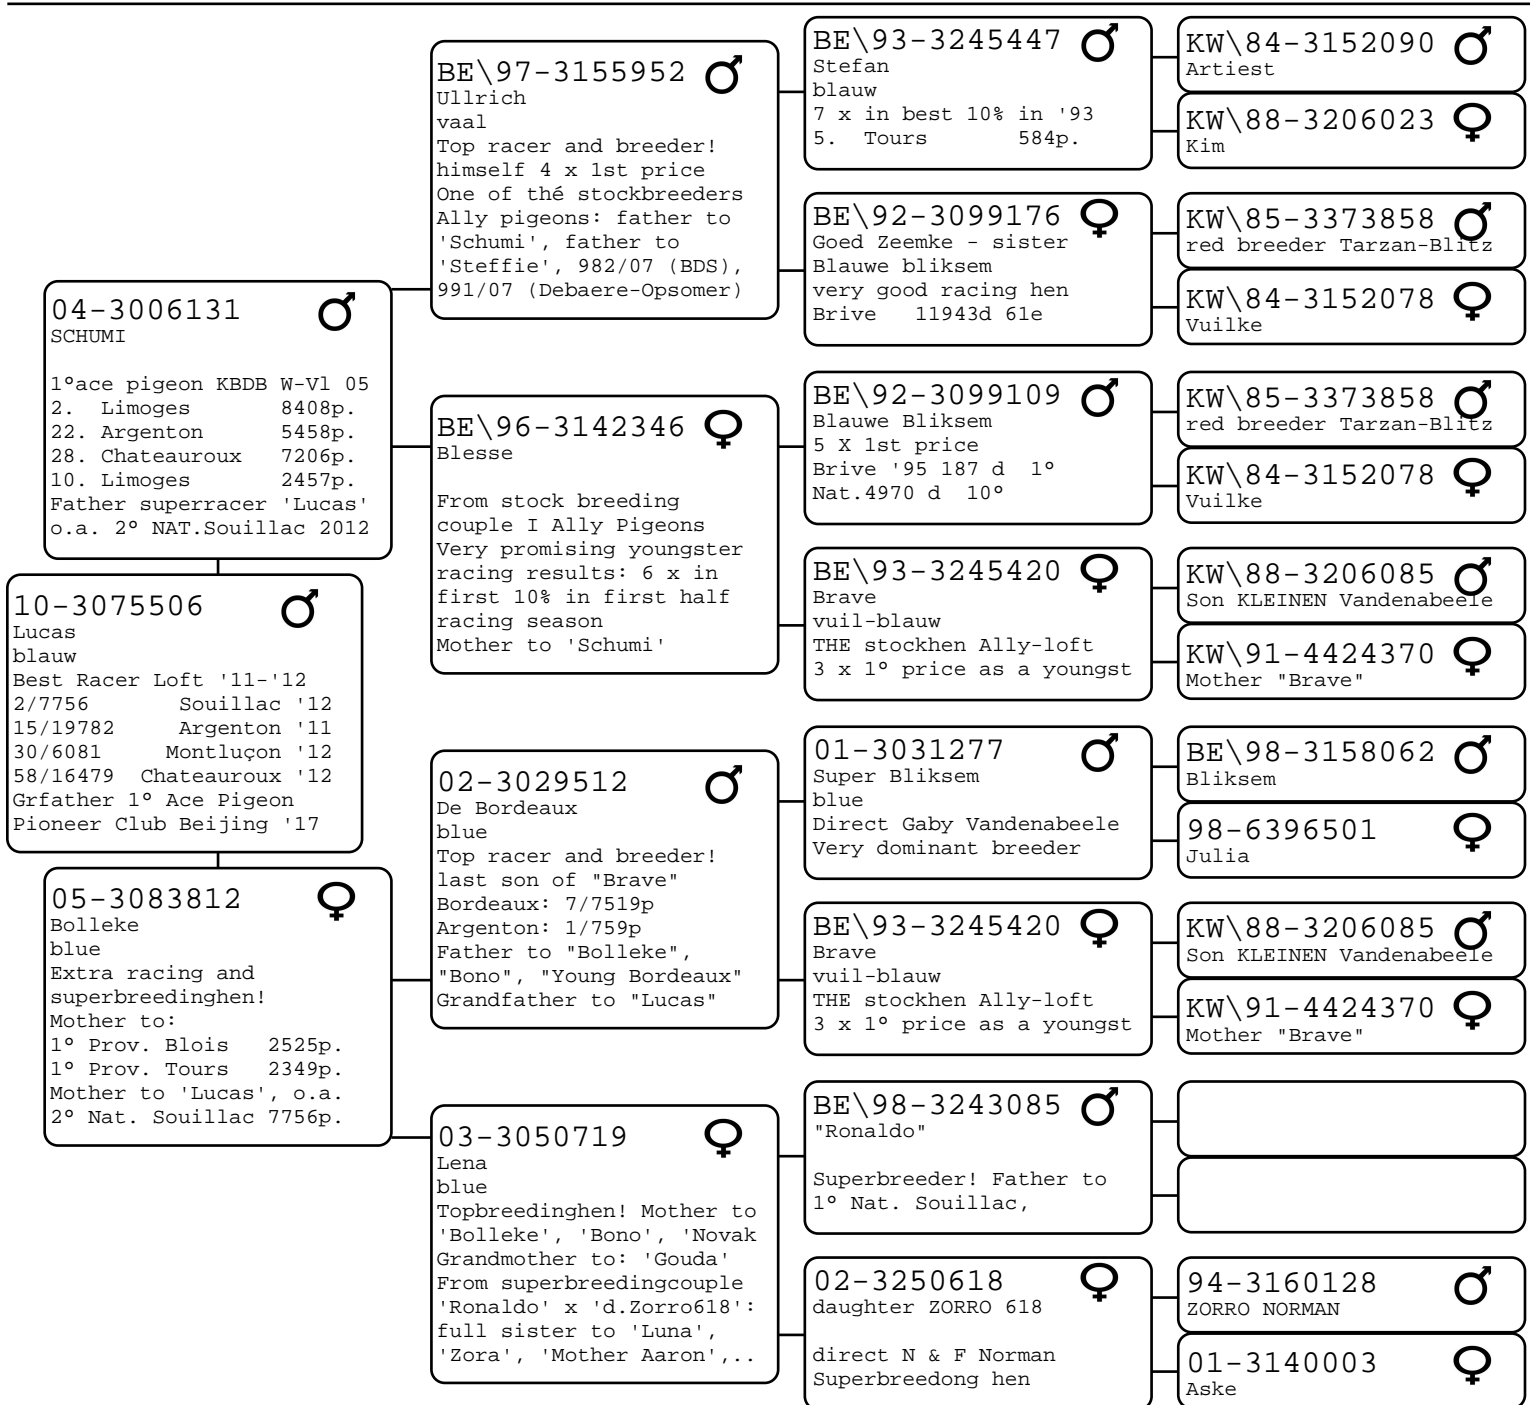 10-3075506
Lucas
blauw
Best Racer Loft '11-'12
2/7756 Souillac '12
15/19782 Argenton '11
30/6081 Montluçon '12
58/16479 Chateauroux '12
Grfather 1º Ace Pigeon
Pioneer Club Beijing '17
04-3006131
SCHUMI
1ºace pigeon KBDB W-Vl 05
2. Limoges 8408p.
22. Argenton 5458p.
28. Chateauroux 7206p.
10. Limoges 2457p.
Father superracer 'Lucas'
o.a. 2º NAT.Souillac 2012
05-3083812
Bolleke
blue
Extra racing and
superbreedinghen!
Mother to:
1º Prov. Blois 2525p.
1º Prov. Tours 2349p.
Mother to 'Lucas', o.a.
2º Nat. Souillac 7756p.
BE\97-3155952
Ullrich
vaal
Top racer and breeder!
himself 4 x 1st price
One of thé stockbreeders
Ally pigeons: father to
'Schumi', father to
'Steffie', 982/07 (BDS),
991/07 (Debaere-Opsomer)
BE\96-3142346
Blesse
From stock breeding
couple I Ally Pigeons
Very promising youngster
racing results: 6 x in
first 10% in first half
racing season
Mother to 'Schumi'
02-3029512
De Bordeaux
blue
Top racer and breeder!
last son of "Brave"
Bordeaux: 7/7519p
Argenton: 1/759p
Father to "Bolleke",
"Bono", "Young Bordeaux"
Grandfather to "Lucas"
03-3050719
Lena
blue
Topbreedinghen! Mother to
'Bolleke', 'Bono', 'Novak
Grandmother to: 'Gouda'
From superbreedingcouple
'Ronaldo' x 'd.Zorro618':
full sister to 'Luna',
'Zora', 'Mother Aaron',..
BE\93-3245447
Stefan
blauw
7 x in best 10% in '93
5. Tours 584p.
BE\92-3099176
Goed Zeemke - sister
Blauwe bliksem
very good racing hen
Brive 11943d 61e
BE\92-3099109
Blauwe Bliksem
5 X 1st price
Brive '95 187 d 1º
Nat.4970 d 10º
BE\93-3245420
Brave
vuil-blauw
THE stockhen Ally-loft
3 x 1º price as a youngst
01-3031277
Super Bliksem
blue
Direct Gaby Vandenabeele
Very dominant breeder
BE\93-3245420
Brave
vuil-blauw
THE stockhen Ally-loft
3 x 1º price as a youngst
BE\98-3243085
"Ronaldo"
Superbreeder! Father to
1º Nat. Souillac,
02-3250618
daughter ZORRO 618
direct N & F Norman
Superbreedong hen
KW\84-3152090
Artiest
KW\88-3206023
Kim
KW\85-3373858
red breeder Tarzan-Blitz
KW\84-3152078
Vuilke
KW\85-3373858
red breeder Tarzan-Blitz
KW\84-3152078
Vuilke
KW\88-3206085
Son KLEINEN Vandenabeele
KW\91-4424370
Mother "Brave"
BE\98-3158062
Bliksem
98-6396501
Julia
KW\88-3206085
Son KLEINEN Vandenabeele
KW\91-4424370
Mother "Brave"
94-3160128
ZORRO NORMAN
01-3140003
Aske